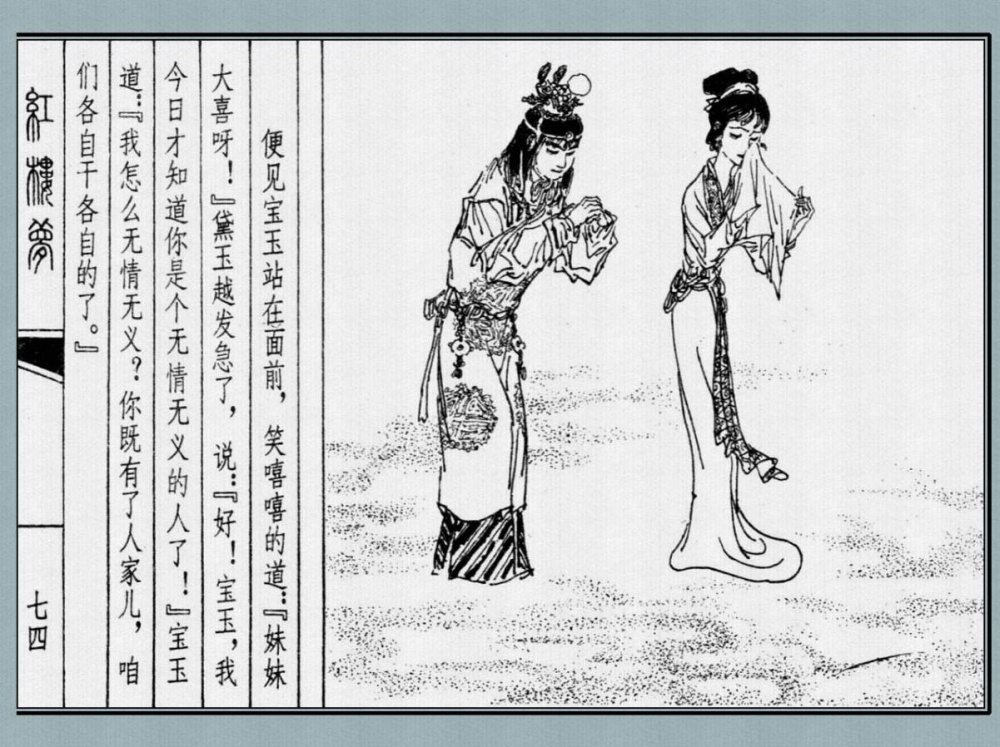 便见宝玉站在面前，笑嘻嘻的道：『妹妹
大喜呀！』黛玉越发急了，说：『好！宝玉，我
今日才知道你是个无情无义的人了！』宝玉
道：『我怎么无情无义？你既有了人家儿，咱
们各自干各自的了。』
紅樓夢
七四